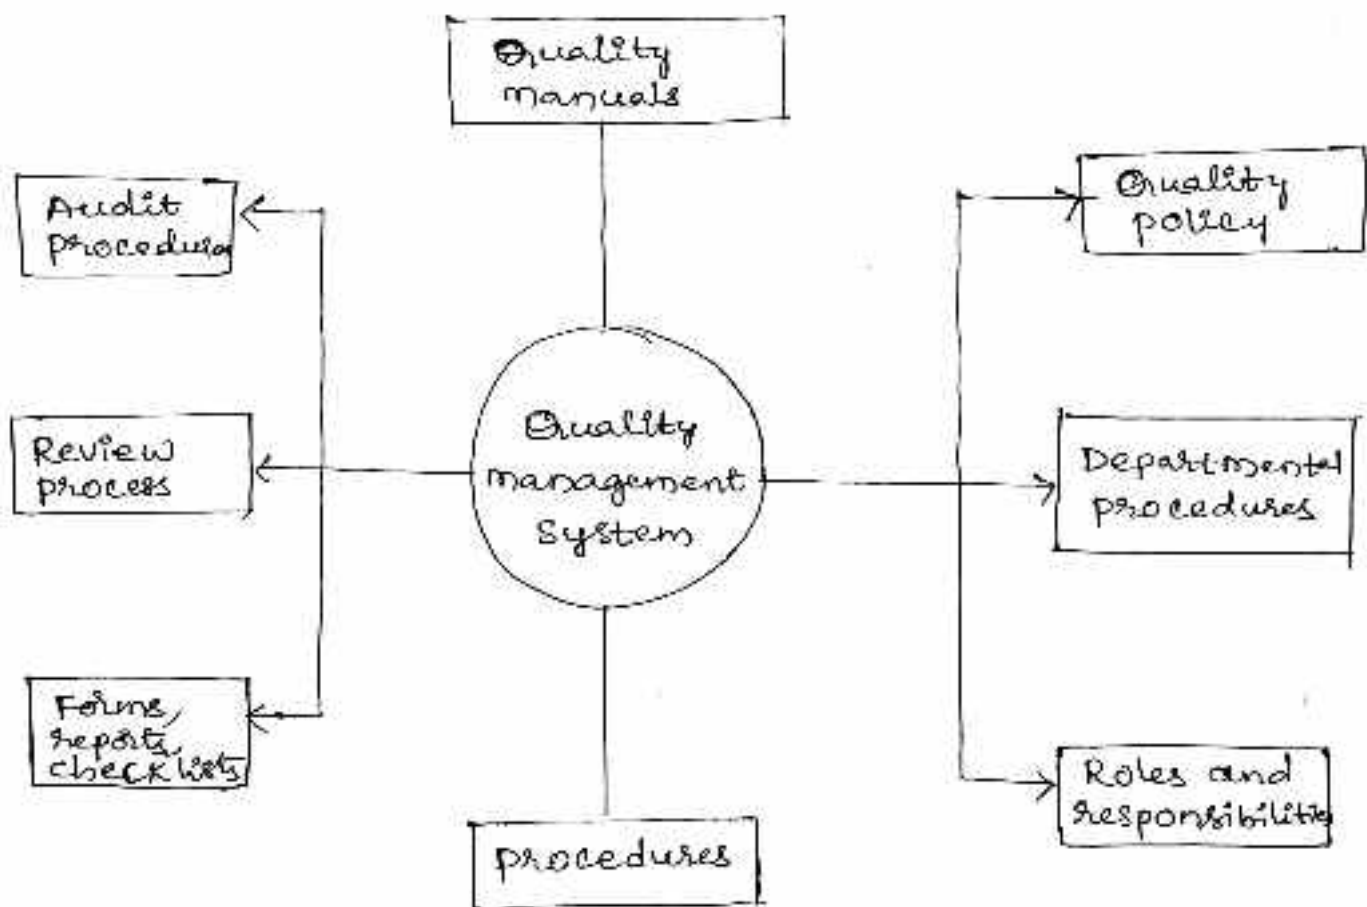 Quality
manuals
Audit
procedures
Quality
policy
Review
process
Quality
management
System
Departmental
procedures
Forms,
reports,
checklists
Roles and
responsibilities
procedures